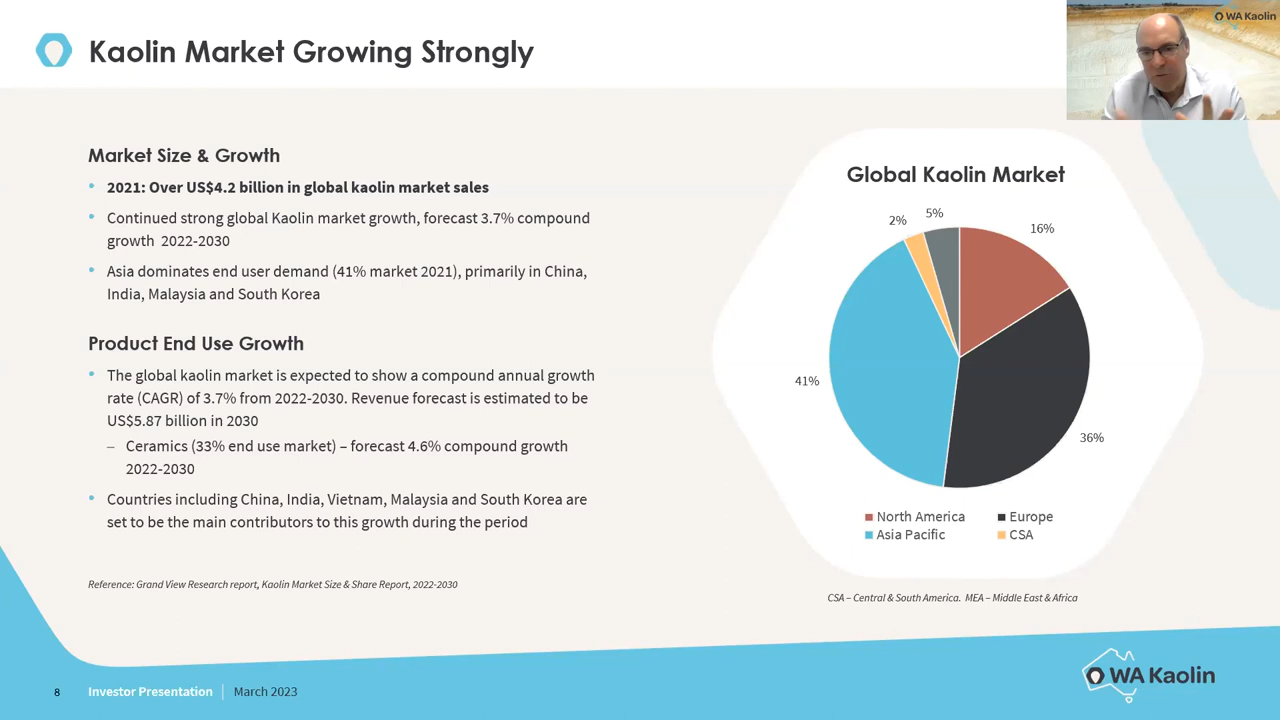 Kaolin Market Growing Strongly
WA Kaolin
Market Size & Growth
• 2021: Over US$4.2 billion in global kaolin market sales
• Continued strong global Kaolin market growth, forecast 3.7% compound
growth 2022-2030
• Asia dominates end user demand (41% market 2021), primarily in China,
India, Malaysia and South Korea
Product End Use Growth
• The global kaolin market is expected to show a compound annual growth
rate (CAGR) of 3.7% from 2022-2030. Revenue forecast is estimated to be
US$5.87 billion in 2030
– Ceramics (33% end use market) – forecast 4.6% compound growth
2022-2030
• Countries including China, India, Vietnam, Malaysia and South Korea are
set to be the main contributors to this growth during the period
Reference: Grand View Research report, Kaolin Market Size & Share Report, 2022-2030
Global Kaolin Market
2%
5%
16%
41%
36%
North America
Europe
Asia Pacific
CSA
CSA – Central & South America. MEA – Middle East & Africa
8
Investor Presentation
March 2023
WA Kaolin